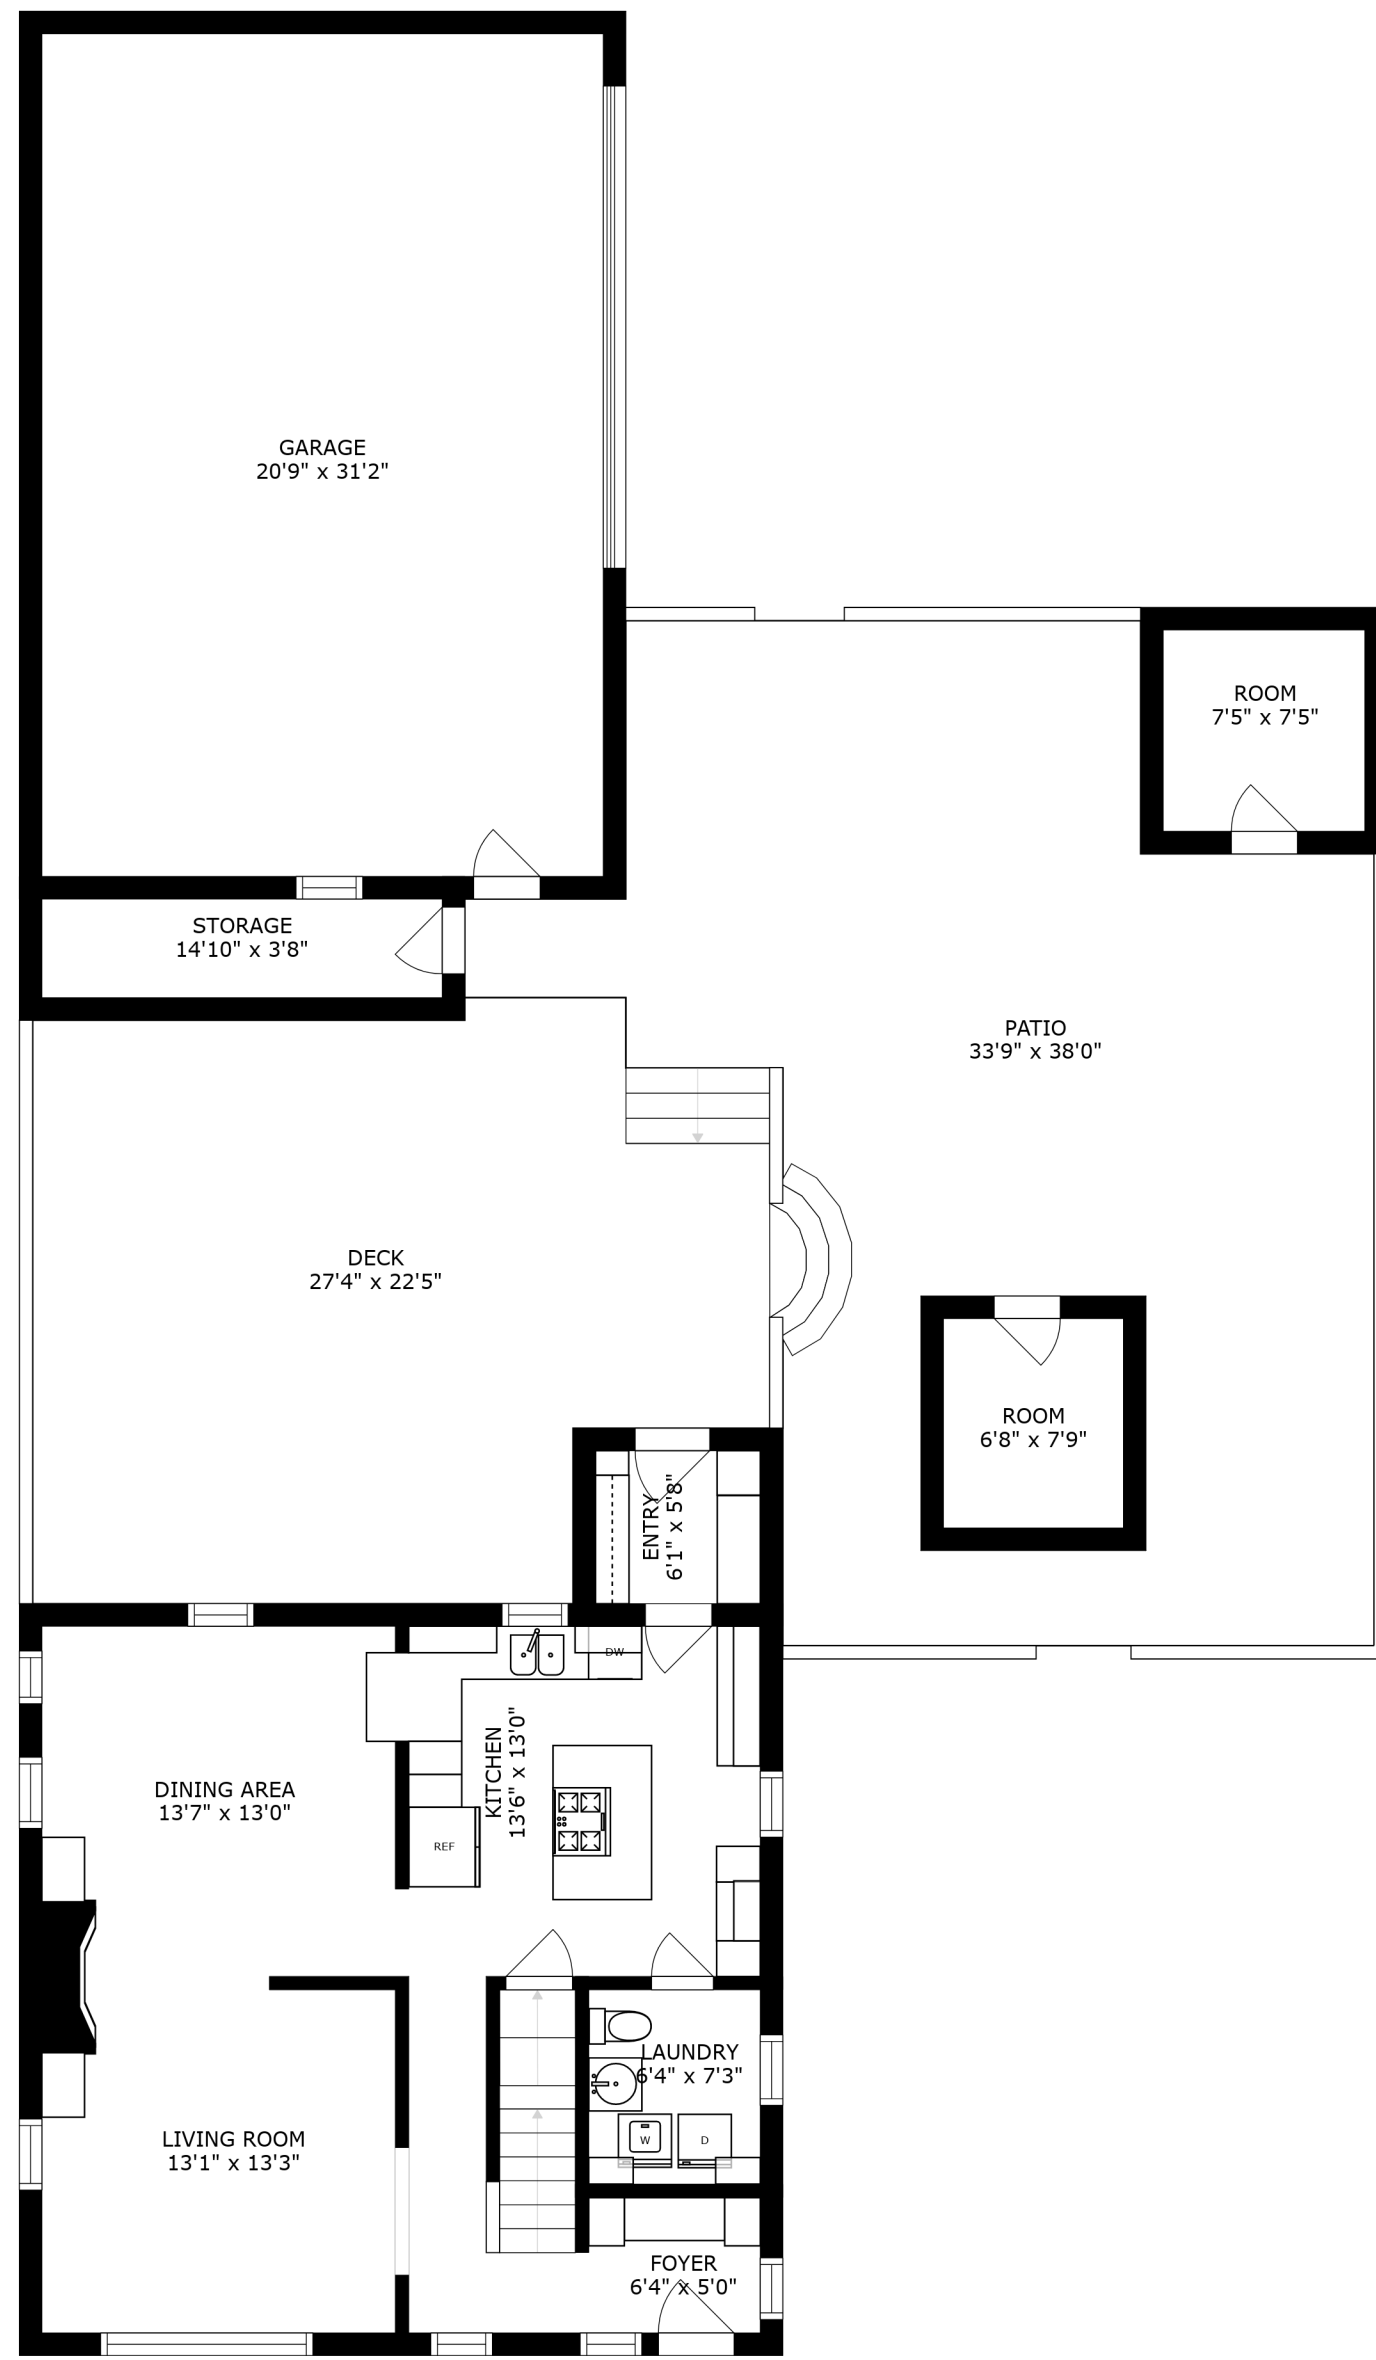 GARAGE
20'9" x 31'2"
ROOM
7'5" x 7'5"
STORAGE
14'10" x 3'8"
PATIO
33'9" x 38'0"
DECK
27'4" x 22'5"
ROOM
6'8" x 7'9"
ENTRY
6'1" x 5'8"
DW
KITCHEN
13'6" x 13'0"
DINING AREA
13'7" x 13'0"
REF
LAUNDRY
6'4" x 7'3"
W
D
LIVING ROOM
13'1" x 13'3"
FOYER
6'4" x 5'0"